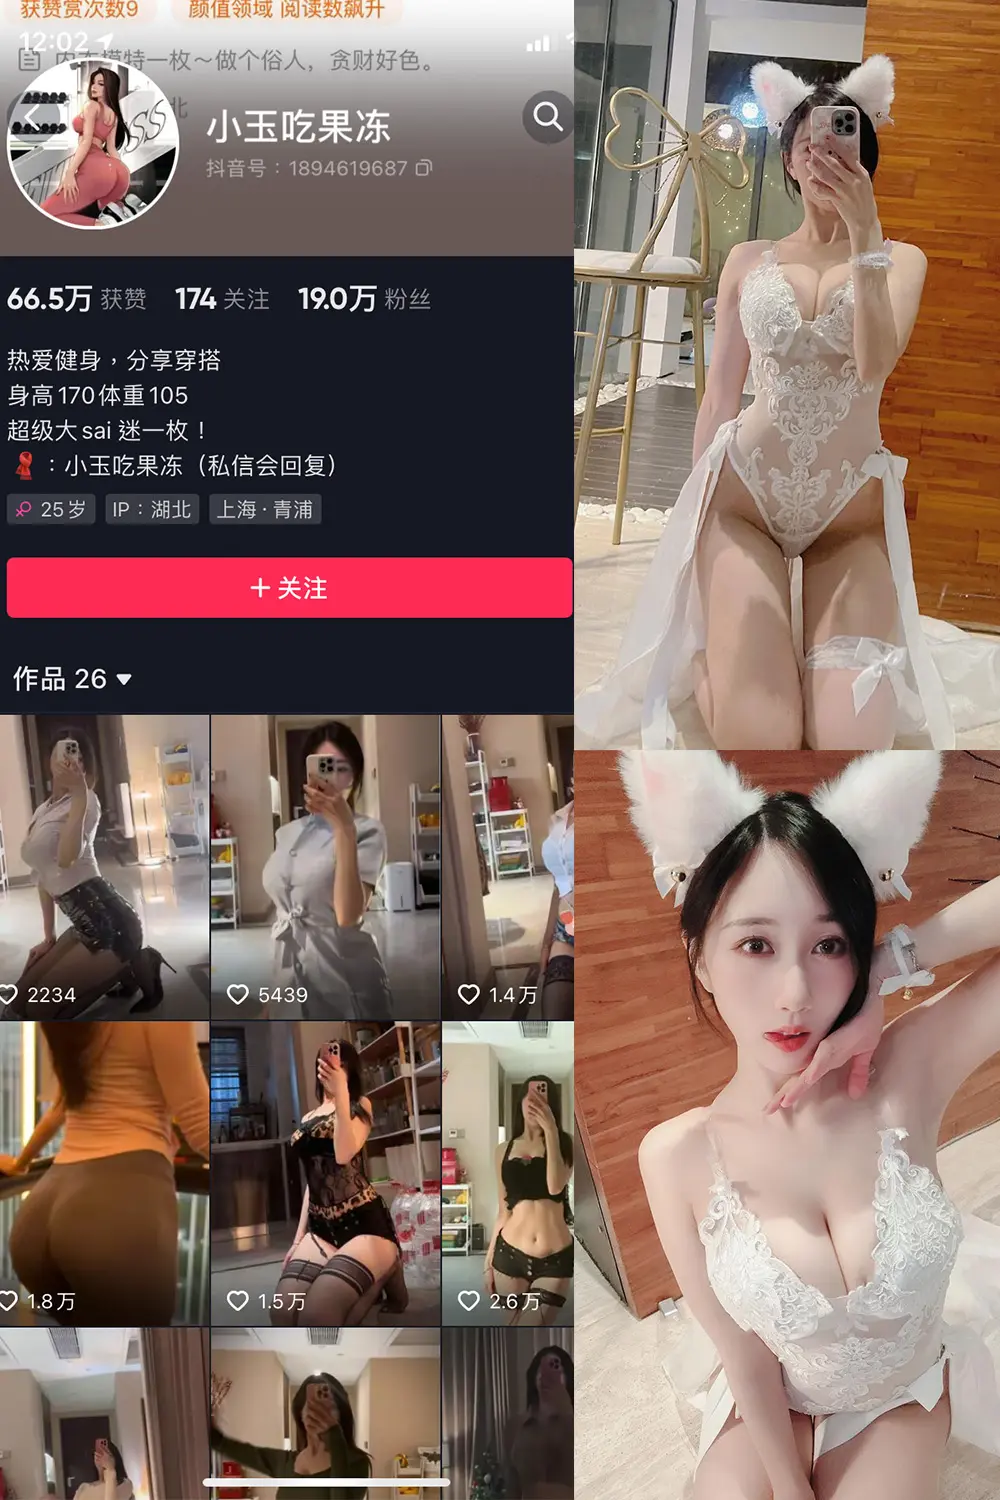 获赞赏次数9
颜值领域 阅读数飙升
12:02
内衣模特一枚～做个俗人，贪财好色。
北
小玉吃果冻
抖音号：1894619687
66.5万 获赞 174 关注 19.0万 粉丝
热爱健身，分享穿搭
身高170体重105
超级大sai迷一枚！
：小玉吃果冻（私信会回复）
25岁 IP：湖北 上海·青浦
＋关注
作品 26
2234 5439 1.4万
1.8万 1.5万 2.6万